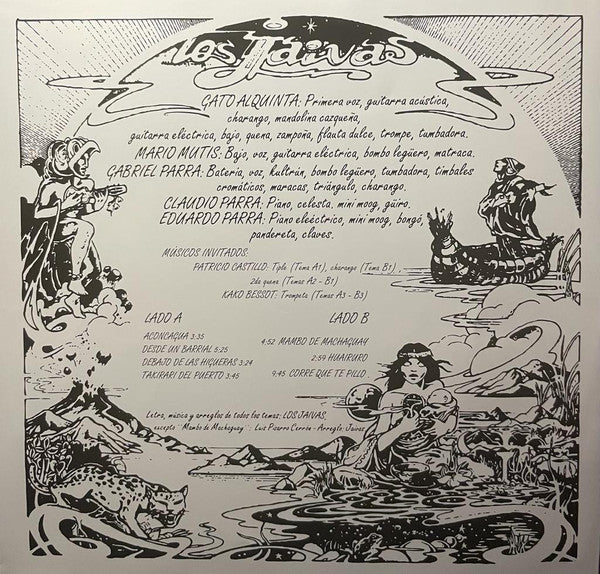 Los Jaivas
GATO ALQUINTA: Primera voz, guitarra acústica,
charango, mandolina cazqueña,
guitarra eléctrica, bajo, quena, zampoña, flauta dulce, trompe, tumbadora.
MARIO MUTIS: Bajo, voz, guitarra eléctrica, bombo legüero, matraca.
GABRIEL PARRA: Batería, voz, kultrún, bombo legüero, tumbadora, timbales
cromáticos, maracas, triángulo, charango.
CLAUDIO PARRA: Piano, celesta, mini moog, güiro.
EDUARDO PARRA: Piano eleéctrico, mini moog, bongó,
pandereta, claves.
MÚSICOS INVITADOS:
PATRICIO CASTILLO: Tiple (Tema A1), charango (Tema B1),
2da quena (Temas A2 - B1)
KAKO BESSOT: Trompeta (Temas A3 - B3)
LADO A
ACONCAGUA 3:35
DESDE UN BARRIAL 5:25
DEBAJO DE LAS HIGUERAS 3:24
TAKIRARI DEL PUERTO 3:45
LADO B
4:52 MAMBO DE MACHAGUAY
2:59 HUAIRURO
9:45 CORRE QUE TE PILLO
Letra, música y arreglos de todos los temas: LOS JAIVAS,
excepto "Mambo de Machaguay": Luis Pizarro Cerrón - Arreglo: Jaivas